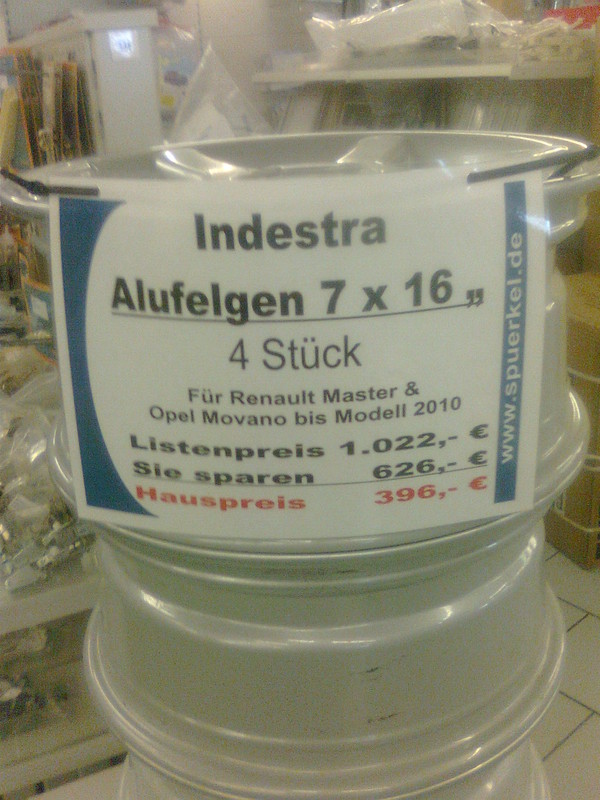 Indestra
Alufelgen 7 x 16 „
4 Stück
Für Renault Master &
Opel Movano bis Modell 2010
Listenpreis 1.022,- €
Sie sparen 626,- €
Hauspreis 396,- €
www.spuerkel.de